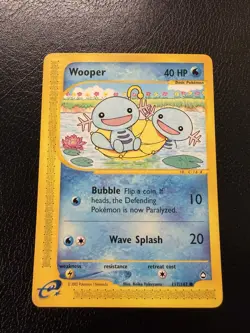 Wooper 40 HP
Basic Pokémon
Bubble Flip a coin. If
heads, the Defending
Pokémon is now Paralyzed.
10
Wave Splash 20
weakness resistance retreat cost
e